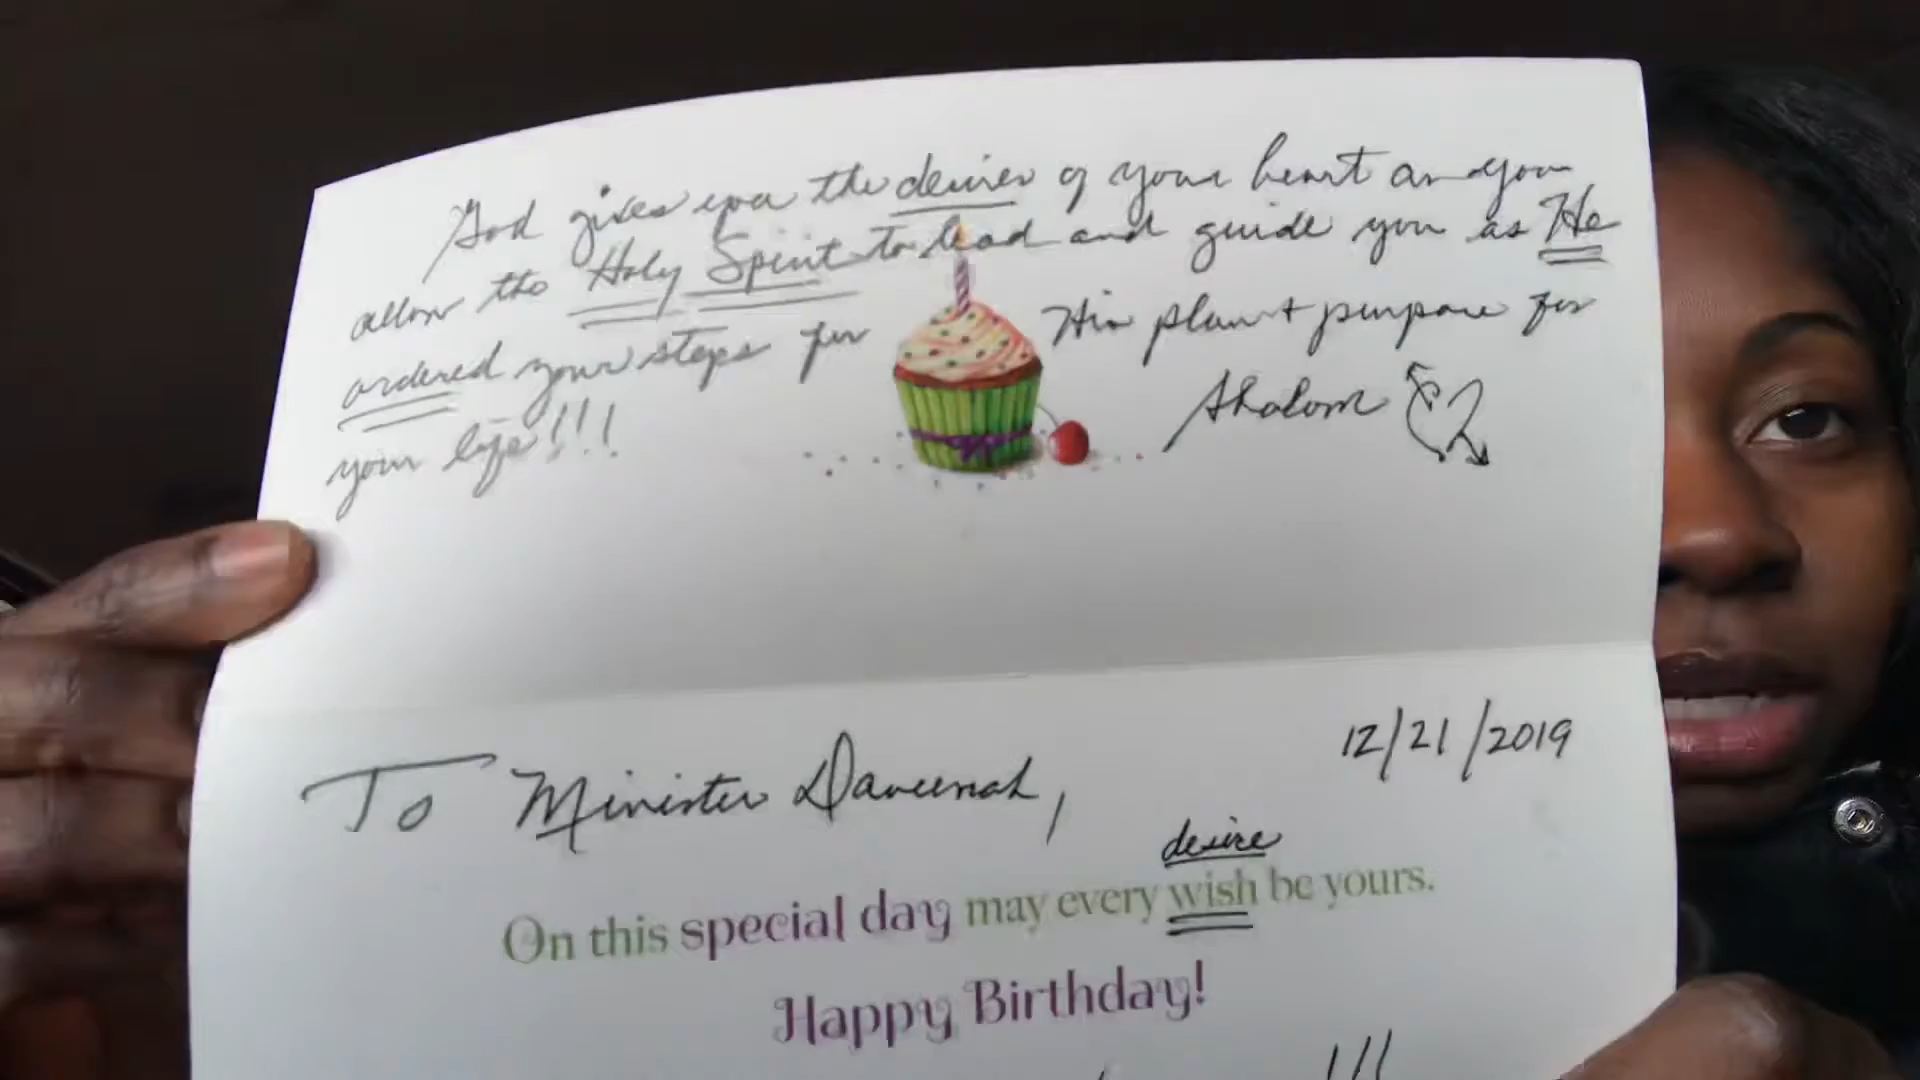 God gives you the desires of your heart as you
allow the Holy Spirit to lead and guide you as He
ordered your steps for His plan + purpose for
your life!!! Shalom
To Minister Daveenah,
12/21/2019
desire
On this special day may every wish be yours.
Happy Birthday!
!!!